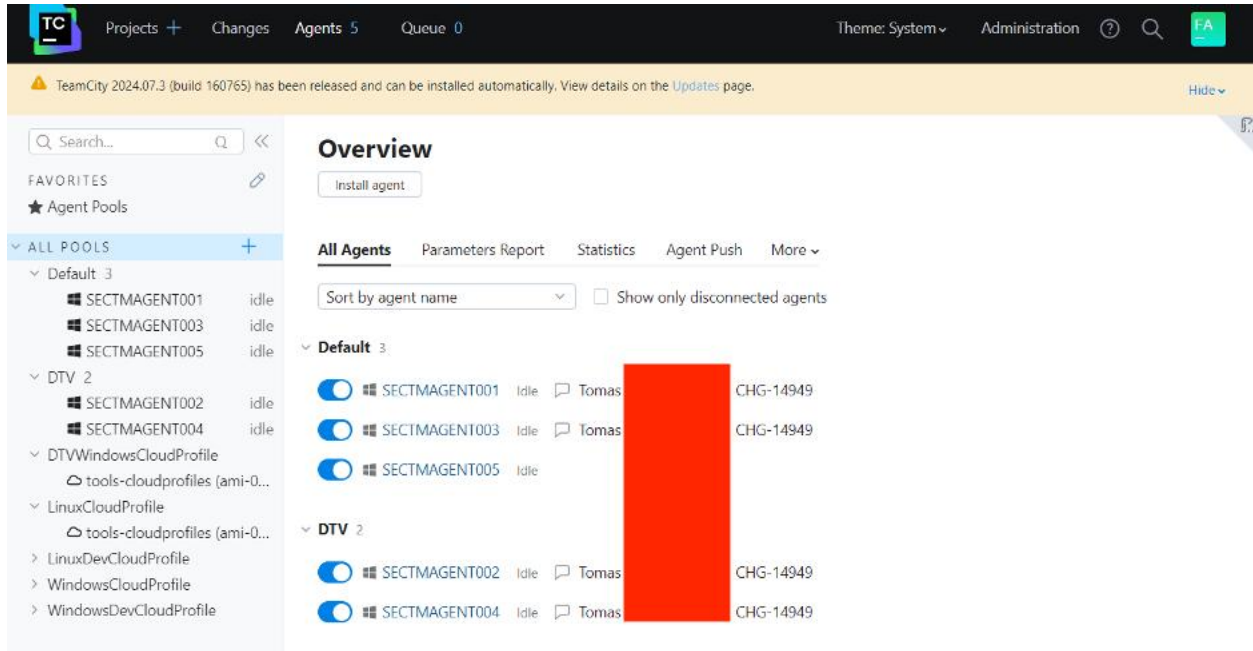 TC Projects + Changes Agents 5 Queue 0 Theme: System Administration ? FA
TeamCity 2024.07.3 (build 160765) has been released and can be installed automatically. View details on the Updates page.
Hide
Search...
FAVORITES
Agent Pools
ALL POOLS +
Default 3
SECTMAGENT001 idle
SECTMAGENT003 idle
SECTMAGENT005 idle
DTV 2
SECTMAGENT002 idle
SECTMAGENT004 idle
DTVWindowsCloudProfile
tools-cloudprofiles (ami-0...
LinuxCloudProfile
tools-cloudprofiles (ami-0...
LinuxDevCloudProfile
WindowsCloudProfile
WindowsDevCloudProfile
Overview
Install agent
All Agents Parameters Report Statistics Agent Push More
Sort by agent name Show only disconnected agents
Default 3
SECTMAGENT001 Idle Tomas CHG-14949
SECTMAGENT003 Idle Tomas CHG-14949
SECTMAGENT005 Idle
DTV 2
SECTMAGENT002 Idle Tomas CHG-14949
SECTMAGENT004 Idle Tomas CHG-14949